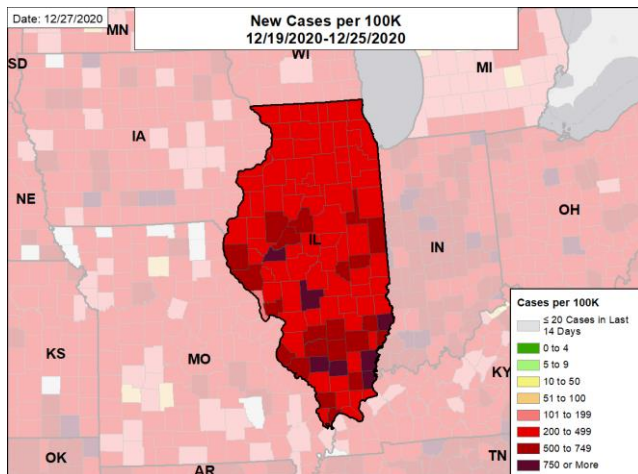 Date: 12/27/2020
New Cases per 100K
12/19/2020-12/25/2020
MN
WI
SD
MI
IA
NE
IL
IN
OH
KS
MO
KY
OK
AR
TN
Cases per 100K
≤ 20 Cases in Last
14 Days
0 to 4
5 to 9
10 to 50
51 to 100
101 to 199
200 to 499
500 to 749
750 or More